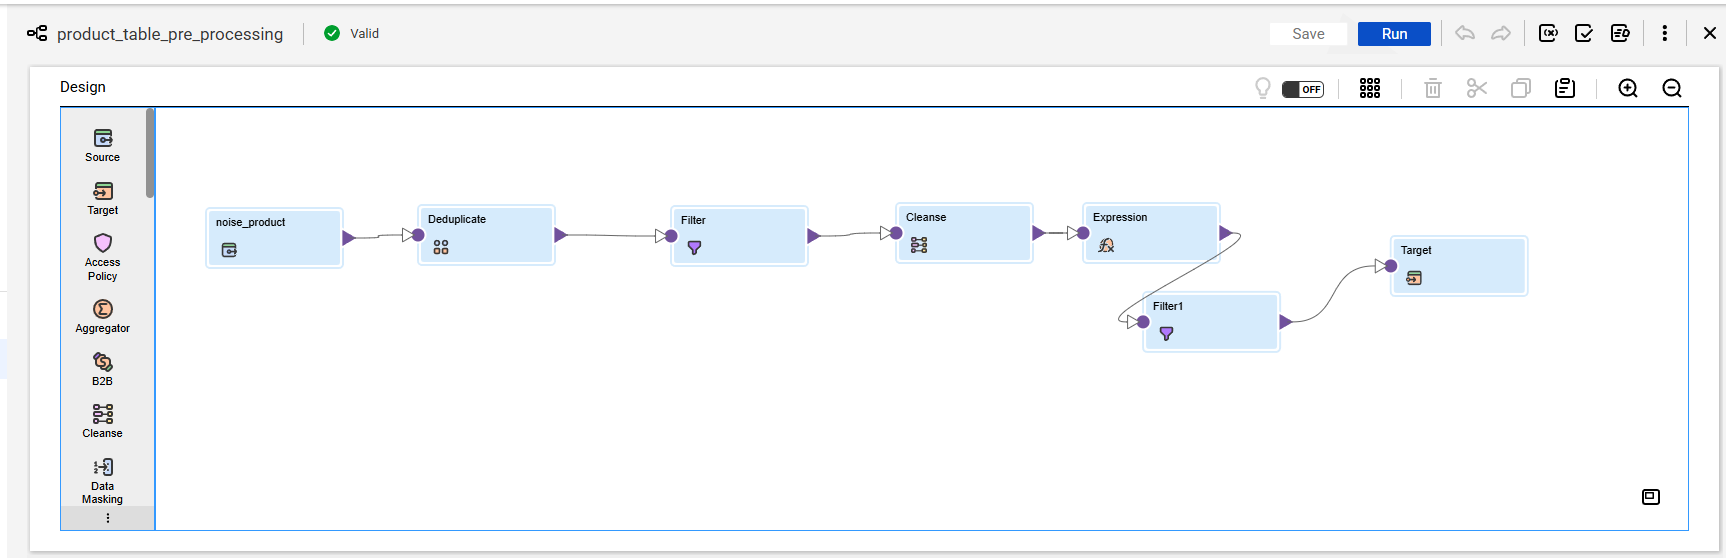 product_table_pre_processing
Valid
Save
Run
Design
OFF
Source
Target
Access
Policy
Aggregator
B2B
Cleanse
Data
Masking
noise_product
Deduplicate
Filter
Cleanse
Expression
Filter1
Target